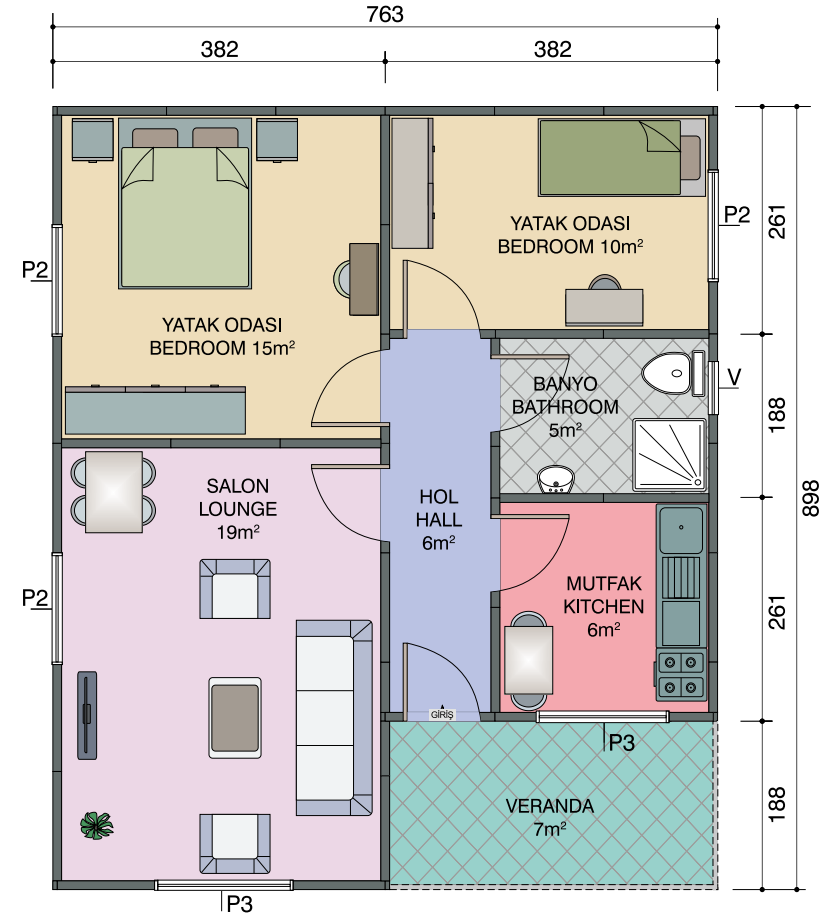 763
382
382
YATAK ODASI
BEDROOM 10m²
P2
261
P2
YATAK ODASI
BEDROOM 15m²
BANYO
BATHROOM
5m²
V
188
SALON
LOUNGE
19m²
HOL
HALL
6m²
898
P2
MUTFAK
KITCHEN
6m²
261
GİRİŞ
P3
VERANDA
7m²
188
P3